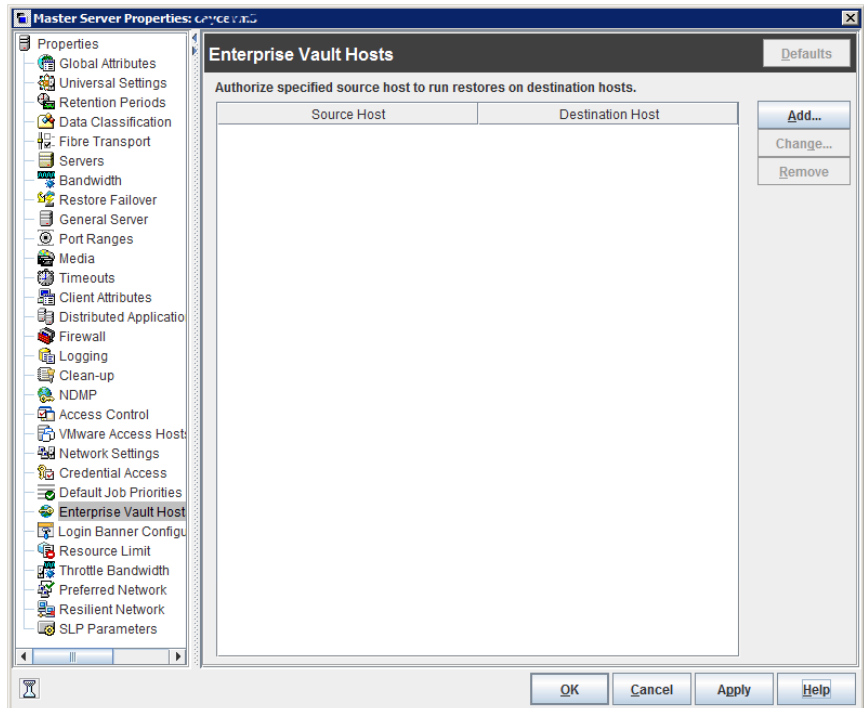 Master Server Properties:
Properties
Global Attributes
Universal Settings
Retention Periods
Data Classification
Fibre Transport
Servers
Bandwidth
Restore Failover
General Server
Port Ranges
Media
Timeouts
Client Attributes
Distributed Applicatio
Firewall
Logging
Clean-up
NDMP
Access Control
VMware Access Hosts
Network Settings
Credential Access
Default Job Priorities
Enterprise Vault Host
Login Banner Configu
Resource Limit
Throttle Bandwidth
Preferred Network
Resilient Network
SLP Parameters
Enterprise Vault Hosts
Defaults
Authorize specified source host to run restores on destination hosts.
Source Host Destination Host
Add...
Change...
Remove
OK Cancel Apply Help